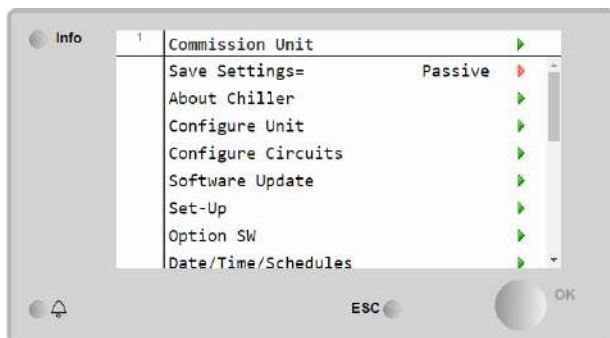 Info
1 Commission Unit
Save Settings= Passive
About Chiller
Configure Unit
Configure Circuits
Software Update
Set-Up
Option SW
Date/Time/Schedules
ESC
OK